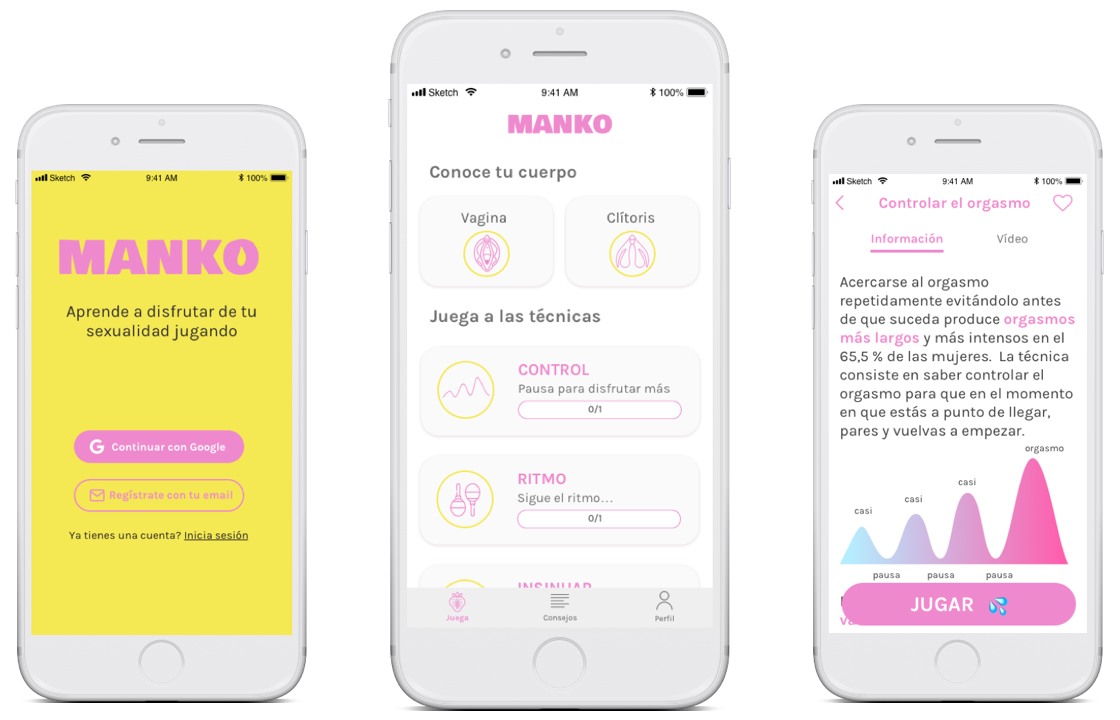 Sketch 9:41 AM 100%
MANKO
Aprende a disfrutar de tu
sexualidad jugando
G Continuar con Google
Regístrate con tu email
Ya tienes una cuenta? Inicia sesión
Sketch 9:41 AM 100%
MANKO
Conoce tu cuerpo
Vagina Clítoris
Juega a las técnicas
CONTROL
Pausa para disfrutar más
0/1
RITMO
Sigue el ritmo...
0/1
INSINUAR
Juega Consejos Perfil
Sketch 9:41 AM 100%
Controlar el orgasmo
Información Vídeo
Acercarse al orgasmo
repetidamente evitándolo antes
de que suceda produce orgasmos
más largos y más intensos en el
65,5 % de las mujeres. La técnica
consiste en saber controlar el
orgasmo para que en el momento
en que estás a punto de llegar,
pares y vuelvas a empezar.
orgasmo
casi
casi
casi
pausa pausa pausa
JUGAR 💦